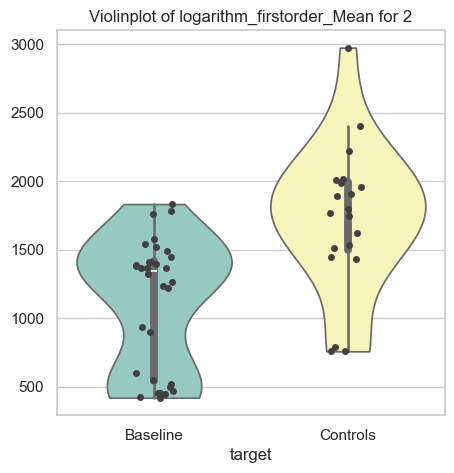 Violinplot of logarithm_firstorder_Mean for 2
3000
2500
2000
1500
1000
500
Baseline
Controls
target